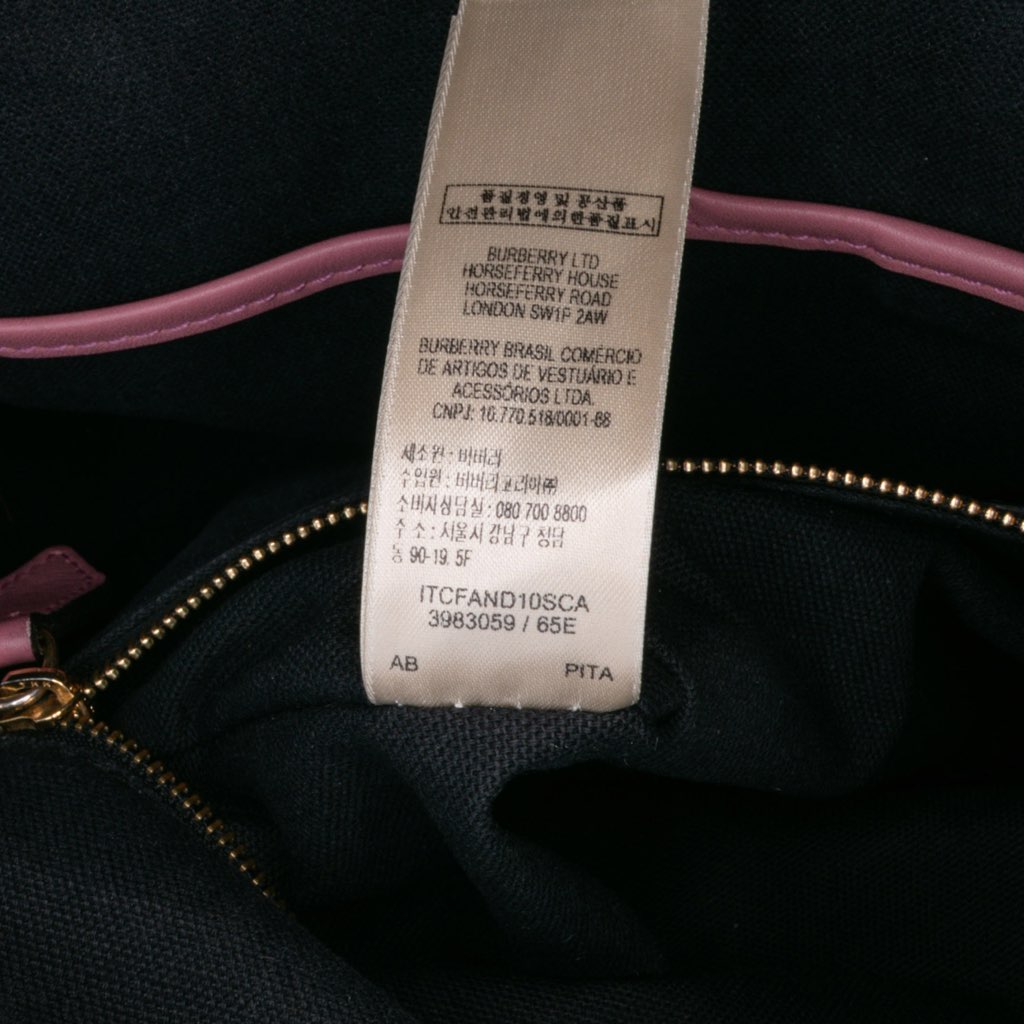 품질경영 및 공산품
안전관리법에의한품질표시
BURBERRY LTD
HORSEFERRY HOUSE
HORSEFERRY ROAD
LONDON SW1P 2AW
BURBERRY BRASIL COMÉRCIO
DE ARTIGOS DE VESTUÁRIO E
ACESSÓRIOS LTDA.
CNPJ: 16.770.518/0001-66
제조원 : 버버리
수입원 : 버버리코리아㈜
소비자상담실 : 080 700 8800
주 소 : 서울시 강남구 청담
동 90-19. 5F
ITCFAND10SCA
3983059 / 65E
AB PITA